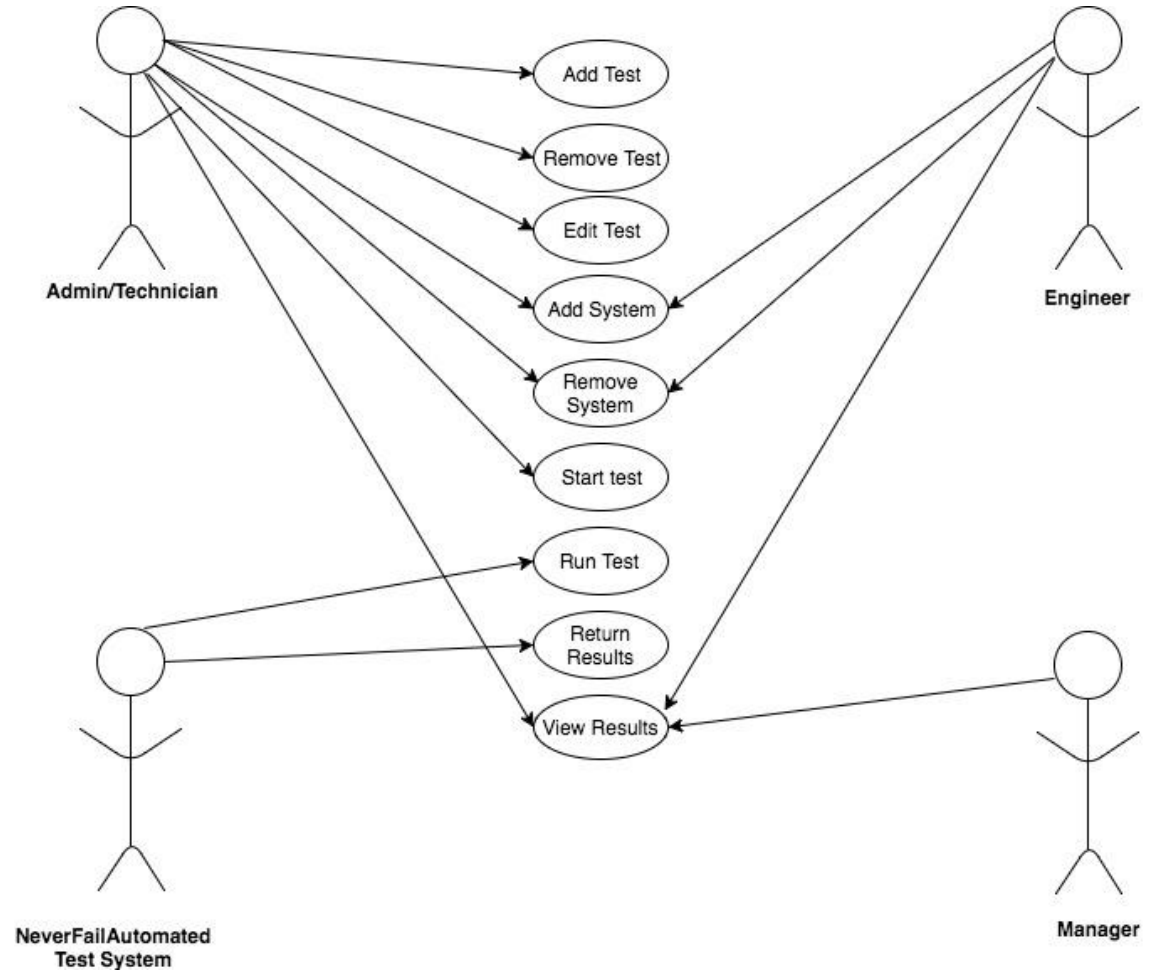 Add Test
Remove Test
Edit Test
Admin/Technician
Engineer
Add System
Remove
System
Start test
Run Test
Return
Results
View Results
NeverFailAutomated
Test System
Manager